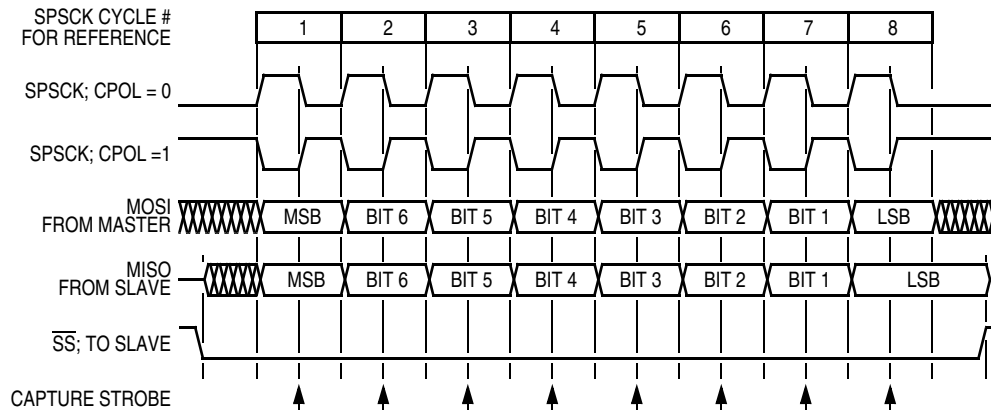 SPSCK CYCLE #
FOR REFERENCE
1 2 3 4 5 6 7 8
SPSCK; CPOL = 0
SPSCK; CPOL =1
MOSI
FROM MASTER
MSB BIT 6 BIT 5 BIT 4 BIT 3 BIT 2 BIT 1 LSB
MISO
FROM SLAVE
MSB BIT 6 BIT 5 BIT 4 BIT 3 BIT 2 BIT 1 LSB
SS; TO SLAVE
CAPTURE STROBE